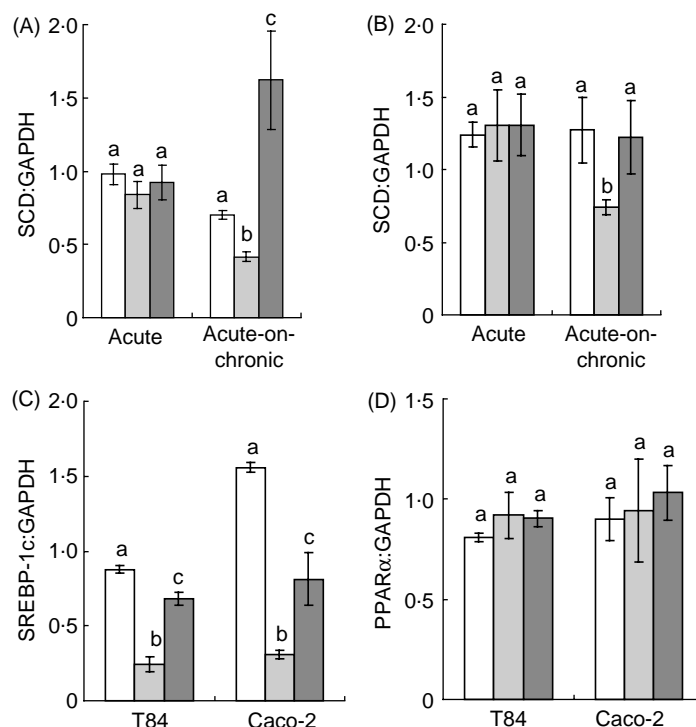 (A)
2·0
1·5
1·0
0·5
0
SCD:GAPDH
a
a
a
a
b
c
Acute
Acute-on-
chronic
(B)
2·0
1·5
1·0
0·5
0
SCD:GAPDH
a
a
a
a
b
a
Acute
Acute-on-
chronic
(C)
2·0
1·5
1·0
0·5
0
SREBP-1c:GAPDH
a
b
c
a
b
c
T84
Caco-2
(D)
1·5
1·0
0·5
0
PPARα:GAPDH
a
a
a
a
a
a
T84
Caco-2